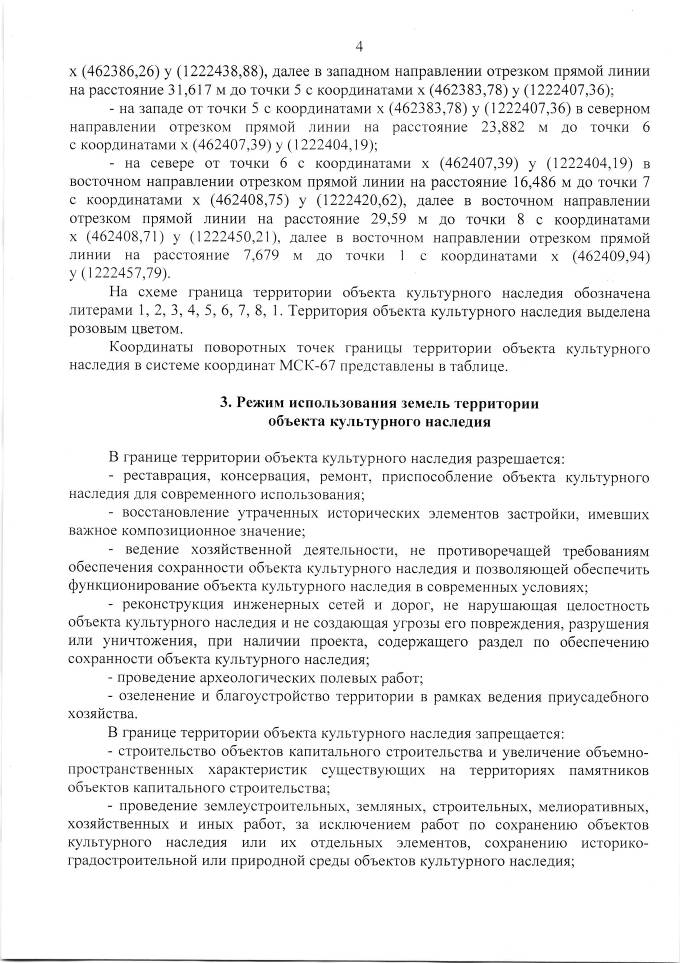 4
х (462386,26) у (1222438,88), далее в западном направлении отрезком прямой линии
на расстояние 31,617 м до точки 5 с координатами х (462383,78) у (1222407,36);
- на западе от точки 5 с координатами х (462383,78) у (1222407,36) в северном
направлении отрезком прямой линии на расстояние 23,882 м до точки 6
с координатами х (462407,39) у (1222404,19);
- на севере от точки 6 с координатами х (462407,39) у (1222404,19) в
восточном направлении отрезком прямой линии на расстояние 16,486 м до точки 7
с координатами х (462408,75) у (1222420,62), далее в восточном направлении
отрезком прямой линии на расстояние 29,59 м до точки 8 с координатами
х (462408,71) у (1222450,21), далее в восточном направлении отрезком прямой
линии на расстояние 7,679 м до точки 1 с координатами х (462409,94)
у (1222457,79).
На схеме граница территории объекта культурного наследия обозначена
литерами 1, 2, 3, 4, 5, 6, 7, 8, 1. Территория объекта культурного наследия выделена
розовым цветом.
Координаты поворотных точек границы территории объекта культурного
наследия в системе координат МСК-67 представлены в таблице.
3. Режим использования земель территории
объекта культурного наследия
В границе территории объекта культурного наследия разрешается:
- реставрация, консервация, ремонт, приспособление объекта культурного
наследия для современного использования;
- восстановление утраченных исторических элементов застройки, имевших
важное композиционное значение;
- ведение хозяйственной деятельности, не противоречащей требованиям
обеспечения сохранности объекта культурного наследия и позволяющей обеспечить
функционирование объекта культурного наследия в современных условиях;
- реконструкция инженерных сетей и дорог, не нарушающая целостность
объекта культурного наследия и не создающая угрозы его повреждения, разрушения
или уничтожения, при наличии проекта, содержащего раздел по обеспечению
сохранности объекта культурного наследия;
- проведение археологических полевых работ;
- озеленение и благоустройство территории в рамках ведения приусадебного
хозяйства.
В границе территории объекта культурного наследия запрещается:
- строительство объектов капитального строительства и увеличение объемно-
пространственных характеристик существующих на территориях памятников
объектов капитального строительства;
- проведение землеустроительных, земляных, строительных, мелиоративных,
хозяйственных и иных работ, за исключением работ по сохранению объектов
культурного наследия или их отдельных элементов, сохранению историко-
градостроительной или природной среды объектов культурного наследия;